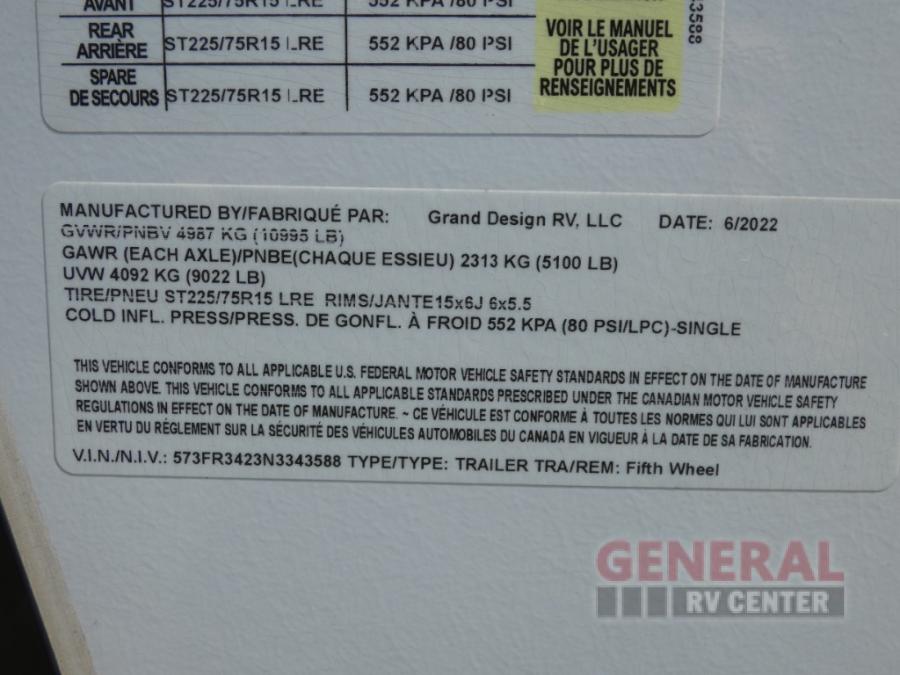 AVANT ST225/75R15 LRE 552 KPA /80 PSI
REAR
ARRIÈRE ST225/75R15 LRE 552 KPA /80 PSI
SPARE
DE SECOURS ST225/75R15 LRE 552 KPA /80 PSI
VOIR LE MANUEL
DE L'USAGER
POUR PLUS DE
RENSEIGNEMENTS
3588
MANUFACTURED BY/FABRIQUÉ PAR: Grand Design RV, LLC DATE: 6/2022
GVWR/PNBV 4987 KG (10995 LB)
GAWR (EACH AXLE)/PNBE(CHAQUE ESSIEU) 2313 KG (5100 LB)
UVW 4092 KG (9022 LB)
TIRE/PNEU ST225/75R15 LRE RIMS/JANTE15x6J 6x5.5
COLD INFL. PRESS/PRESS. DE GONFL. À FROID 552 KPA (80 PSI/LPC)-SINGLE
THIS VEHICLE CONFORMS TO ALL APPLICABLE U.S. FEDERAL MOTOR VEHICLE SAFETY STANDARDS IN EFFECT ON THE DATE OF MANUFACTURE
SHOWN ABOVE. THIS VEHICLE CONFORMS TO ALL APPLICABLE STANDARDS PRESCRIBED UNDER THE CANADIAN MOTOR VEHICLE SAFETY
REGULATIONS IN EFFECT ON THE DATE OF MANUFACTURE. ~ CE VÉHICULE EST CONFORME À TOUTES LES NORMES QUI LUI SONT APPLICABLES
EN VERTU DU RÈGLEMENT SUR LA SÉCURITÉ DES VÉHICULES AUTOMOBILES DU CANADA EN VIGUEUR À LA DATE DE SA FABRICATION.
V.I.N./N.I.V.: 573FR3423N3343588 TYPE/TYPE: TRAILER TRA/REM: Fifth Wheel
GENERAL
RV CENTER